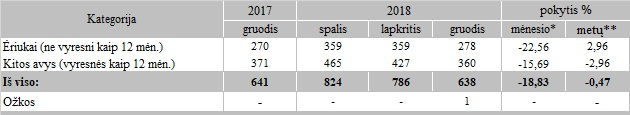 Kategorija 2017 2018 pokytis %
gruodis spalis lapkritis gruodis mėnesio* metų**
Ėriukai (ne vyresni kaip 12 mėn.) 270 359 359 278 -22,56 2,96
Kitos avys (vyresnės kaip 12 mėn.) 371 465 427 360 -15,69 -2,96
Iš viso: 641 824 786 638 -18,83 -0,47
Ožkos - - - 1 - -